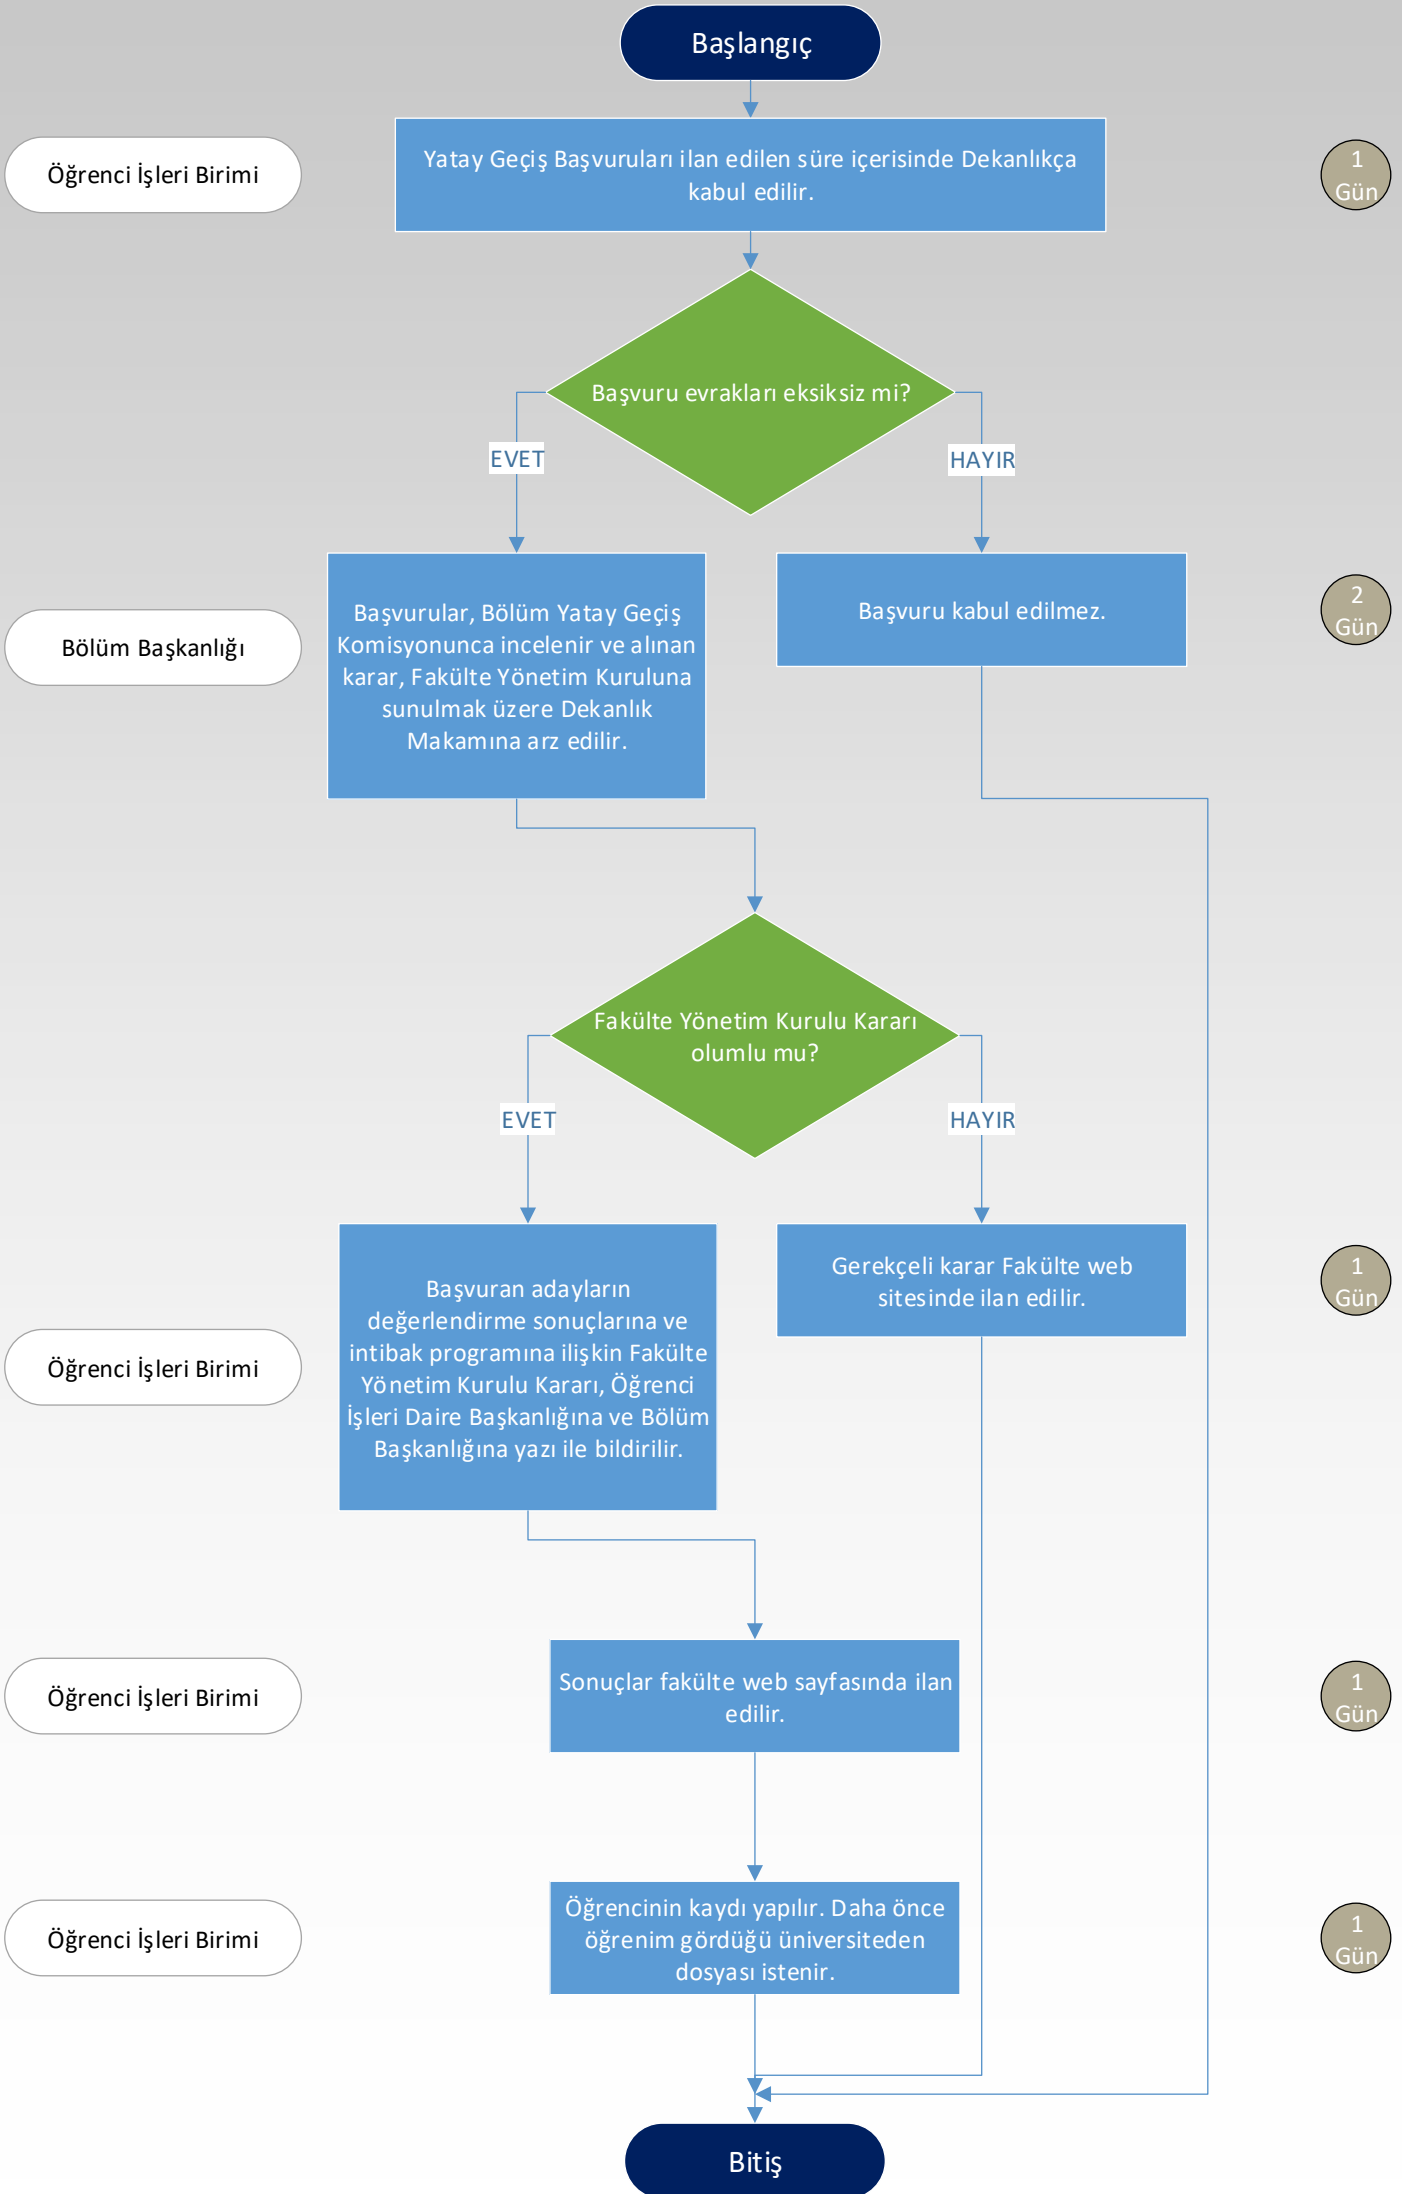 Başlangıç
Öğrenci İşleri Birimi
Yatay Geçiş Başvuruları ilan edilen süre içerisinde Dekanlıkça
kabul edilir.
1
Gün
Başvuru evrakları eksiksiz mi?
EVET
HAYIR
Bölüm Başkanlığı
Başvurular, Bölüm Yatay Geçiş
Komisyonunca incelenir ve alınan
karar, Fakülte Yönetim Kuruluna
sunulmak üzere Dekanlık
Makamına arz edilir.
Başvuru kabul edilmez.
2
Gün
Fakülte Yönetim Kurulu Kararı
olumlu mu?
EVET
HAYIR
Öğrenci İşleri Birimi
Başvuran adayların
değerlendirme sonuçlarına ve
intibak programına ilişkin Fakülte
Yönetim Kurulu Kararı, Öğrenci
İşleri Daire Başkanlığına ve Bölüm
Başkanlığına yazı ile bildirilir.
Gerekçeli karar Fakülte web
sitesinde ilan edilir.
1
Gün
Öğrenci İşleri Birimi
Sonuçlar fakülte web sayfasında ilan
edilir.
1
Gün
Öğrenci İşleri Birimi
Öğrencinin kaydı yapılır. Daha önce
öğrenim gördüğü üniversiteden
dosyası istenir.
1
Gün
Bitiş